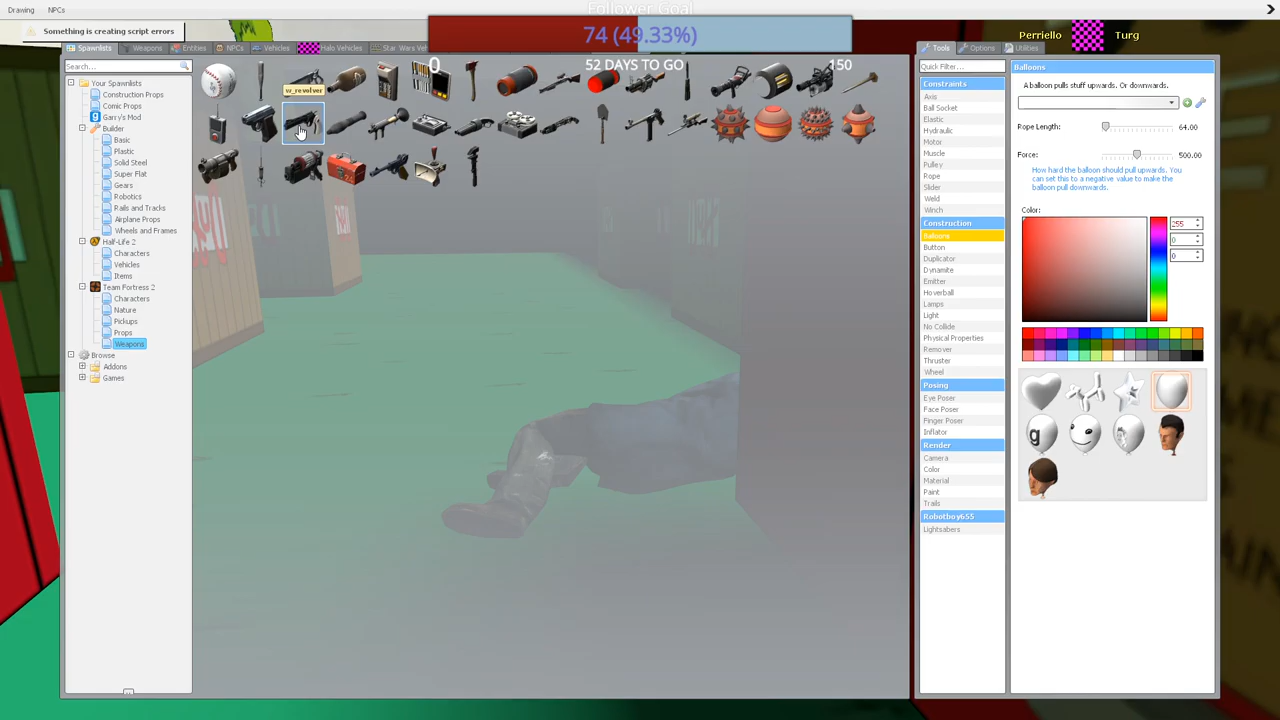 Drawing NPCs
Follower Goal
Something is creating script errors
74 (49.33%)
Perriello Turg
Spawnlists Weapons Entities NPCs Vehicles Halo Vehicles Star Wars Veh
Tools Options Utilities
0 52 DAYS TO GO 150
Search...
Quick Filter...
Balloons
Your Spawnlists
Construction Props
Comic Props
Garry's Mod
Builder
Basic
Plastic
Solid Steel
Super Flat
Gears
Robotics
Rails and Tracks
Airplane Props
Wheels and Frames
Half-Life 2
Characters
Vehicles
Items
Team Fortress 2
Characters
Nature
Pickups
Props
Weapons
Browse
Addons
Games
w_revolver
Constraints
Axis
Ball Socket
Elastic
Hydraulic
Motor
Muscle
Pulley
Rope
Slider
Weld
Winch
Construction
Balloons
Button
Duplicator
Dynamite
Emitter
Hoverball
Lamps
Light
No Collide
Physical Properties
Remover
Thruster
Wheel
Posing
Eye Poser
Face Poser
Finger Poser
Inflator
Render
Camera
Color
Material
Paint
Trails
Robotboy655
Lightsabers
A balloon pulls stuff upwards. Or downwards.
Rope Length: 64.00
Force: 500.00
How hard the balloon should pull upwards. You
can set this to a negative value to make the
balloon pull downwards.
Color:
255
0
0
g